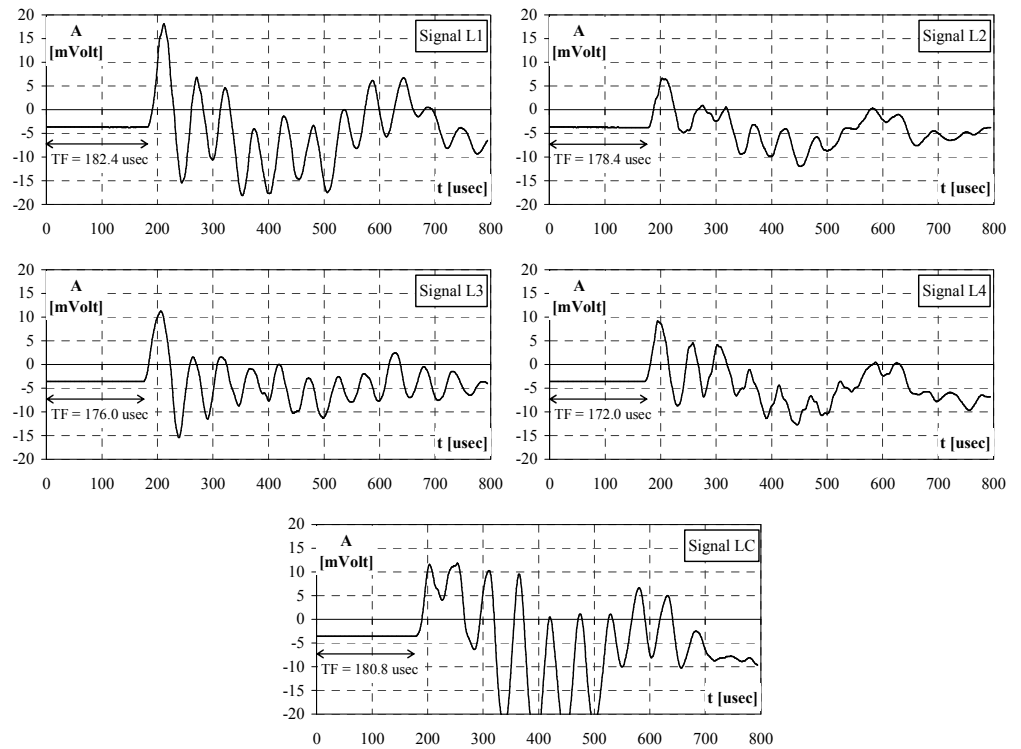 20
15
10
5
0
-5
-10
-15
-20
A
[mVolt]
Signal L1
TF = 182.4 usec
t [usec]
0 100 200 300 400 500 600 700 800
20
15
10
5
0
-5
-10
-15
-20
A
[mVolt]
Signal L2
TF = 178.4 usec
t [usec]
0 100 200 300 400 500 600 700 800
20
15
10
5
0
-5
-10
-15
-20
A
[mVolt]
Signal L3
TF = 176.0 usec
t [usec]
0 100 200 300 400 500 600 700 800
20
15
10
5
0
-5
-10
-15
-20
A
[mVolt]
Signal L4
TF = 172.0 usec
t [usec]
0 100 200 300 400 500 600 700 800
20
15
10
5
0
-5
-10
-15
-20
A
[mVolt]
Signal LC
TF = 180.8 usec
t [usec]
0 100 200 300 400 500 600 700 800